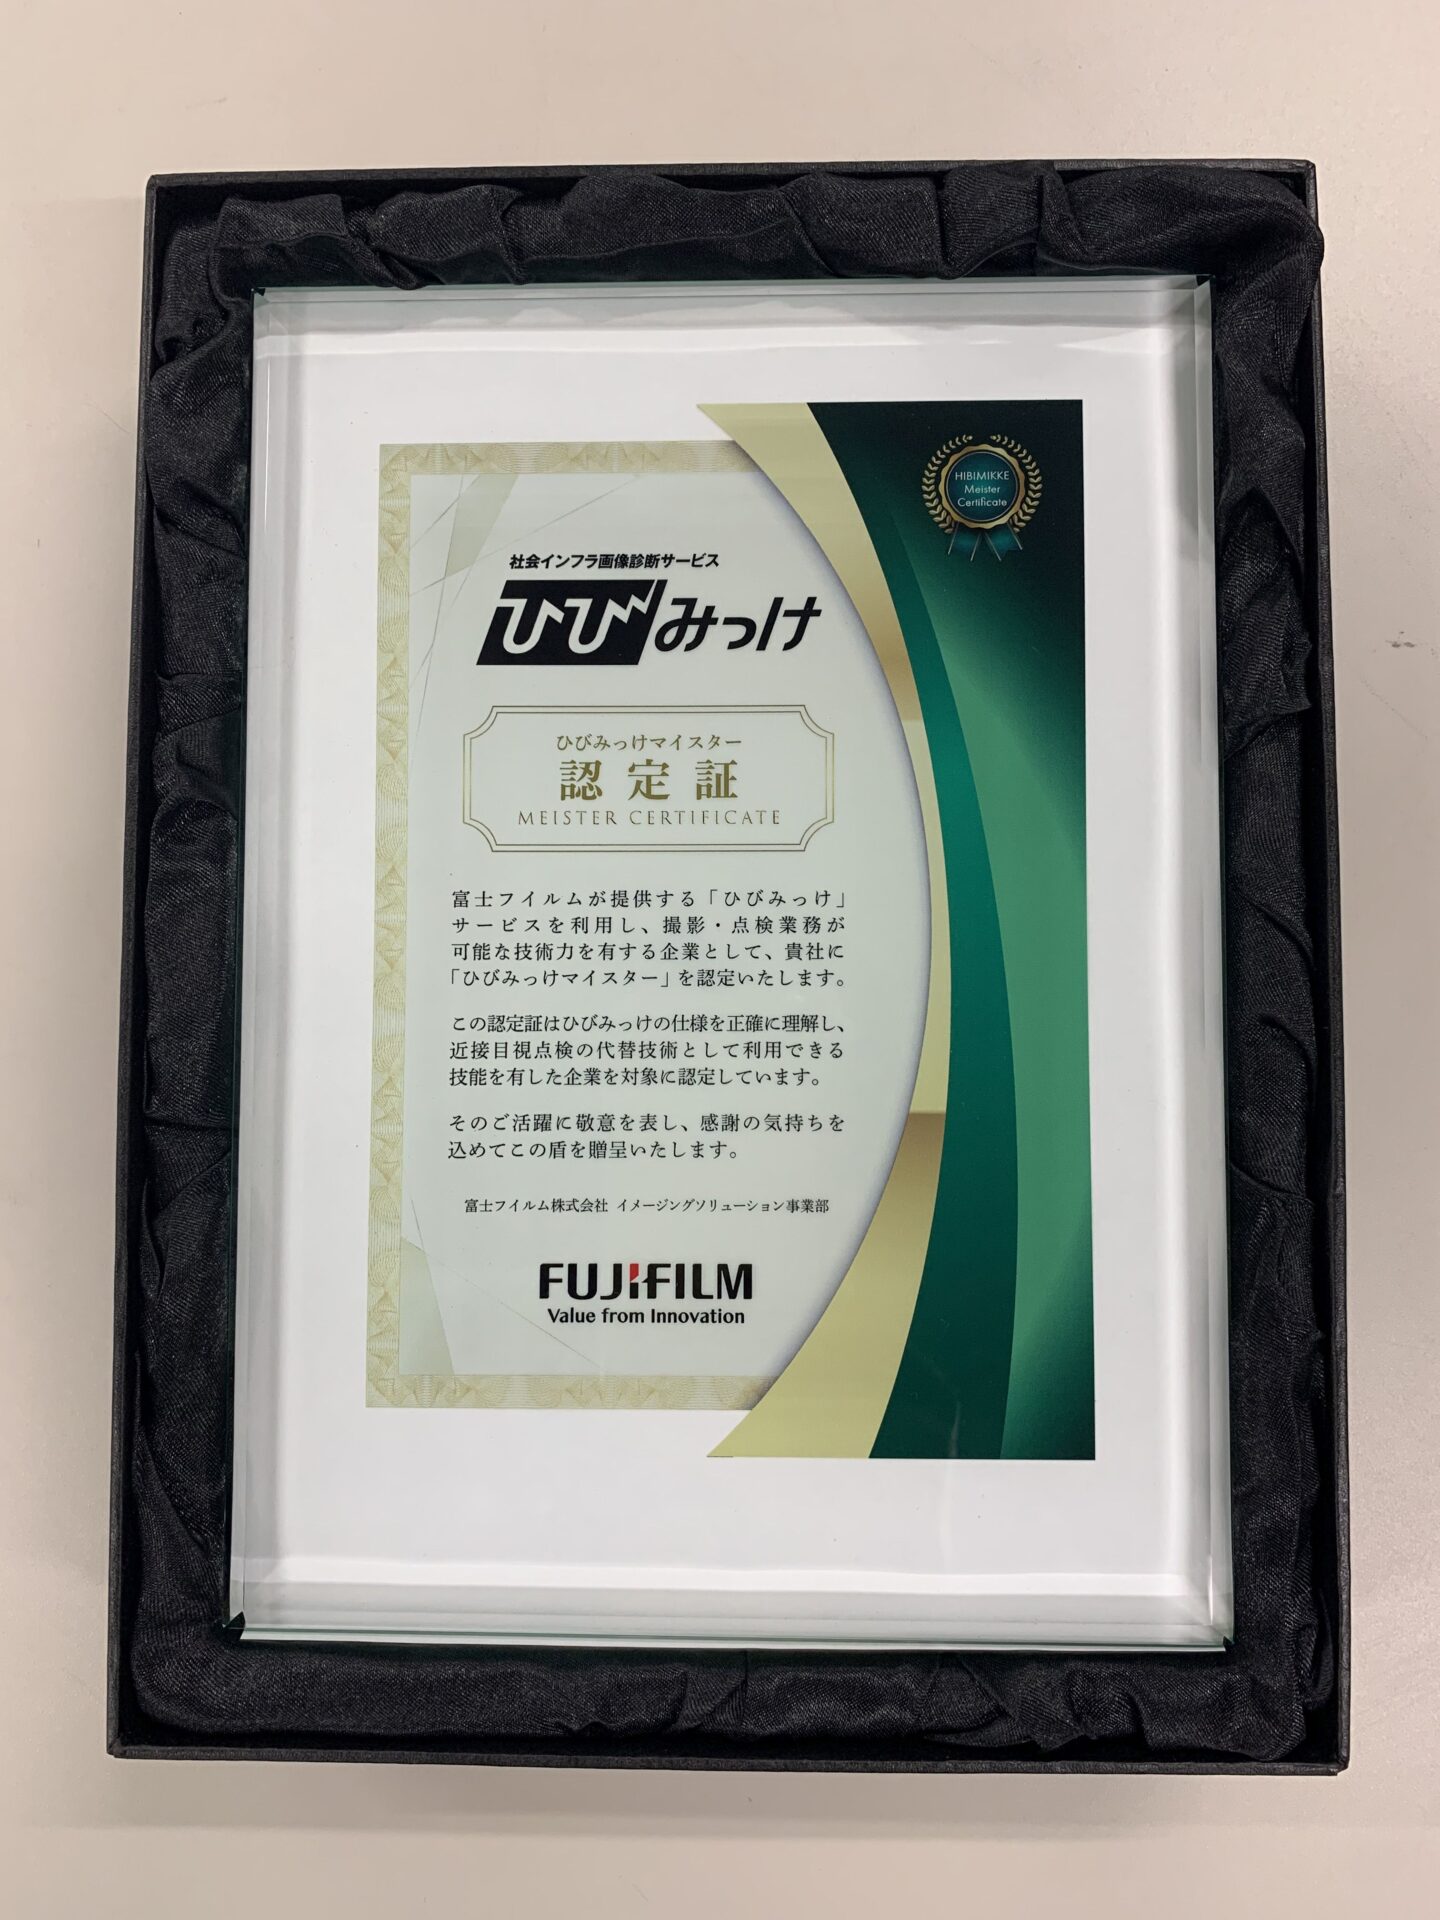 HIBIMIKKE
Meister
Certificate
社会インフラ画像診断サービス
ひびみっけ
ひびみっけマイスター
認定証
MEISTER CERTIFICATE
富士フイルムが提供する「ひびみっけ」
サービスを利用し、撮影・点検業務が
可能な技術力を有する企業として、貴社に
「ひびみっけマイスター」を認定いたします。
この認定証はひびみっけの仕様を正確に理解し、
近接目視点検の代替技術として利用できる
技能を有した企業を対象に認定しています。
そのご活躍に敬意を表し、感謝の気持ちを
込めてこの盾を贈呈いたします。
富士フイルム株式会社 イメージングソリューション事業部
FUJIFILM
Value from Innovation